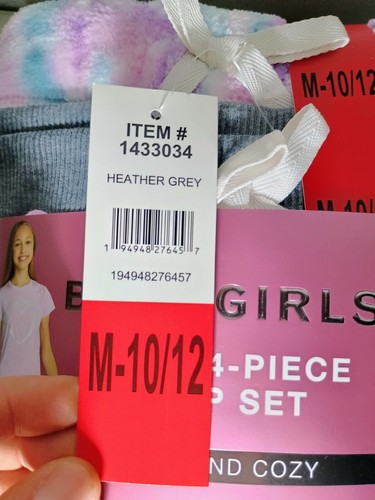 M-10/12
ITEM #
1433034
HEATHER GREY
1 94948 27645 7
194948276457
M-10/12
GIRLS
4-PIECE
P SET
ND COZY